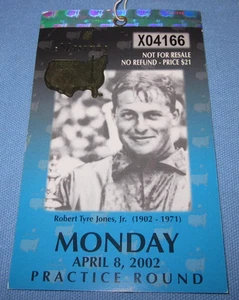 X04166
NOT FOR RESALE
NO REFUND - PRICE $21
Robert Tyre Jones, Jr. (1902 - 1971)
MONDAY
APRIL 8, 2002
PRACTICE ROUND